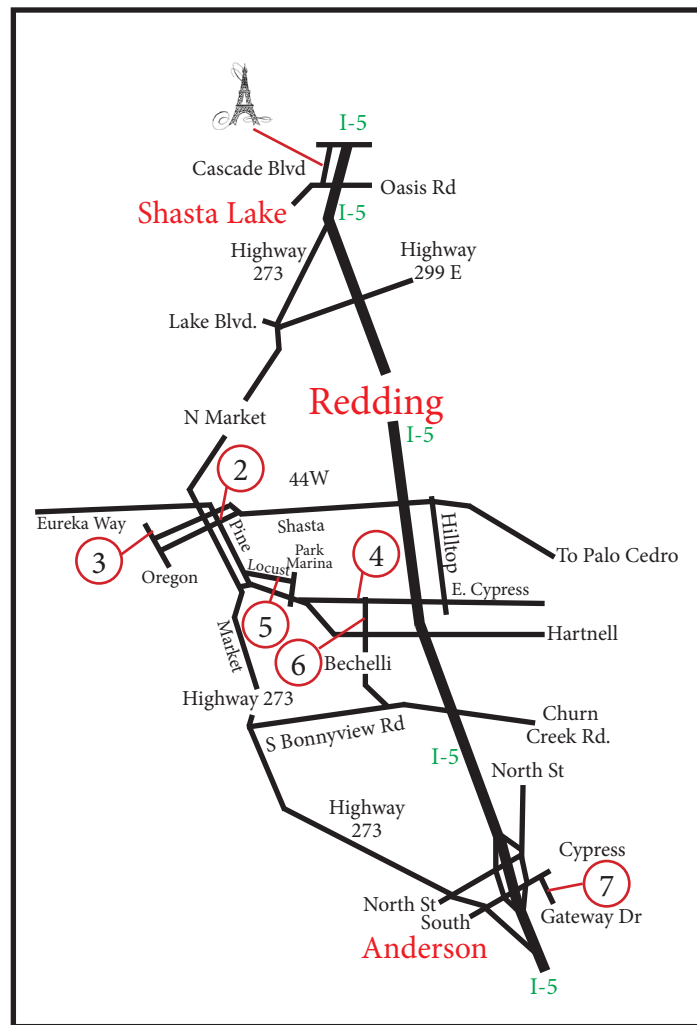 I-5
Cascade Blvd
Oasis Rd
Shasta Lake
I-5
Highway
273
Highway
299 E
Lake Blvd.
Redding
N Market
I-5
2
44W
Eureka Way
Pine
Shasta
Hilltop
3
Oregon
Park
Marina
4
To Palo Cedro
Locust
E. Cypress
5
Market
6
Bechelli
Hartnell
Highway 273
S Bonnyview Rd
Churn
Creek Rd.
I-5
North St
Highway
273
Cypress
7
North St
South
Gateway Dr
Anderson
I-5